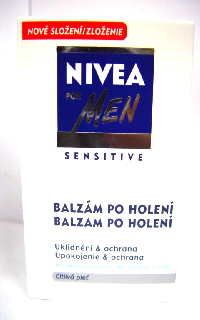 NOVÉ SLOŽENÍ/ZLOŽENIE
NIVEA
FOR
MEN
SENSITIVE
BALZÁM PO HOLENÍ
BALZAM PO HOLENÍ
Uklidnění & ochrana
Upokojenie & ochrana
Citlivá pleť